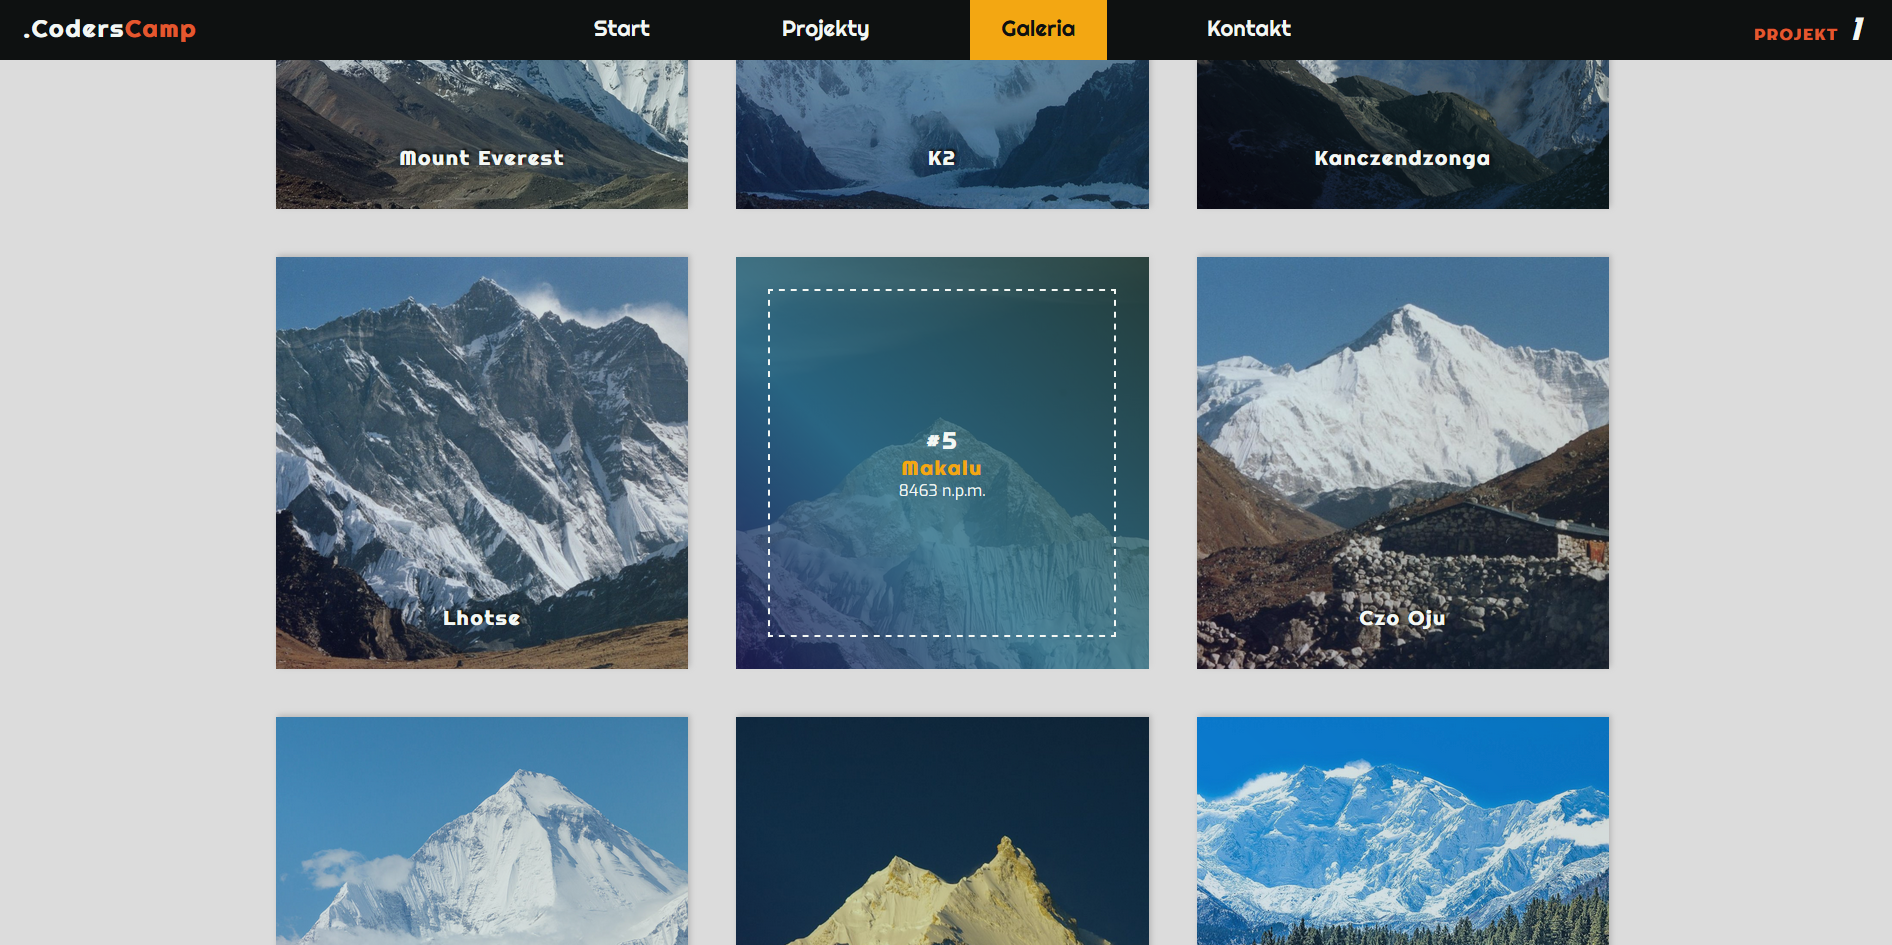 .CodersCamp
Start
Projekty
Galeria
Kontakt
PROJEKT 1
Mount Everest
K2
Kanczendzonga
Lhotse
#5
Makalu
8463 n.p.m.
Czo Oju